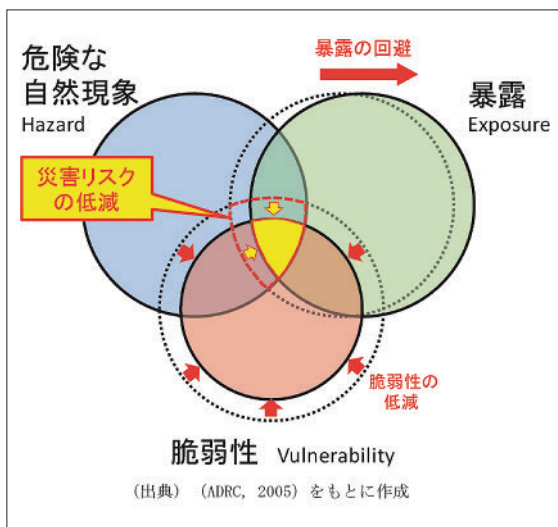 危険な
自然現象
Hazard
暴露の回避
暴露
Exposure
災害リスク
の低減
脆弱性の
低減
脆弱性 Vulnerability
(出典) (ADRC, 2005) をもとに作成